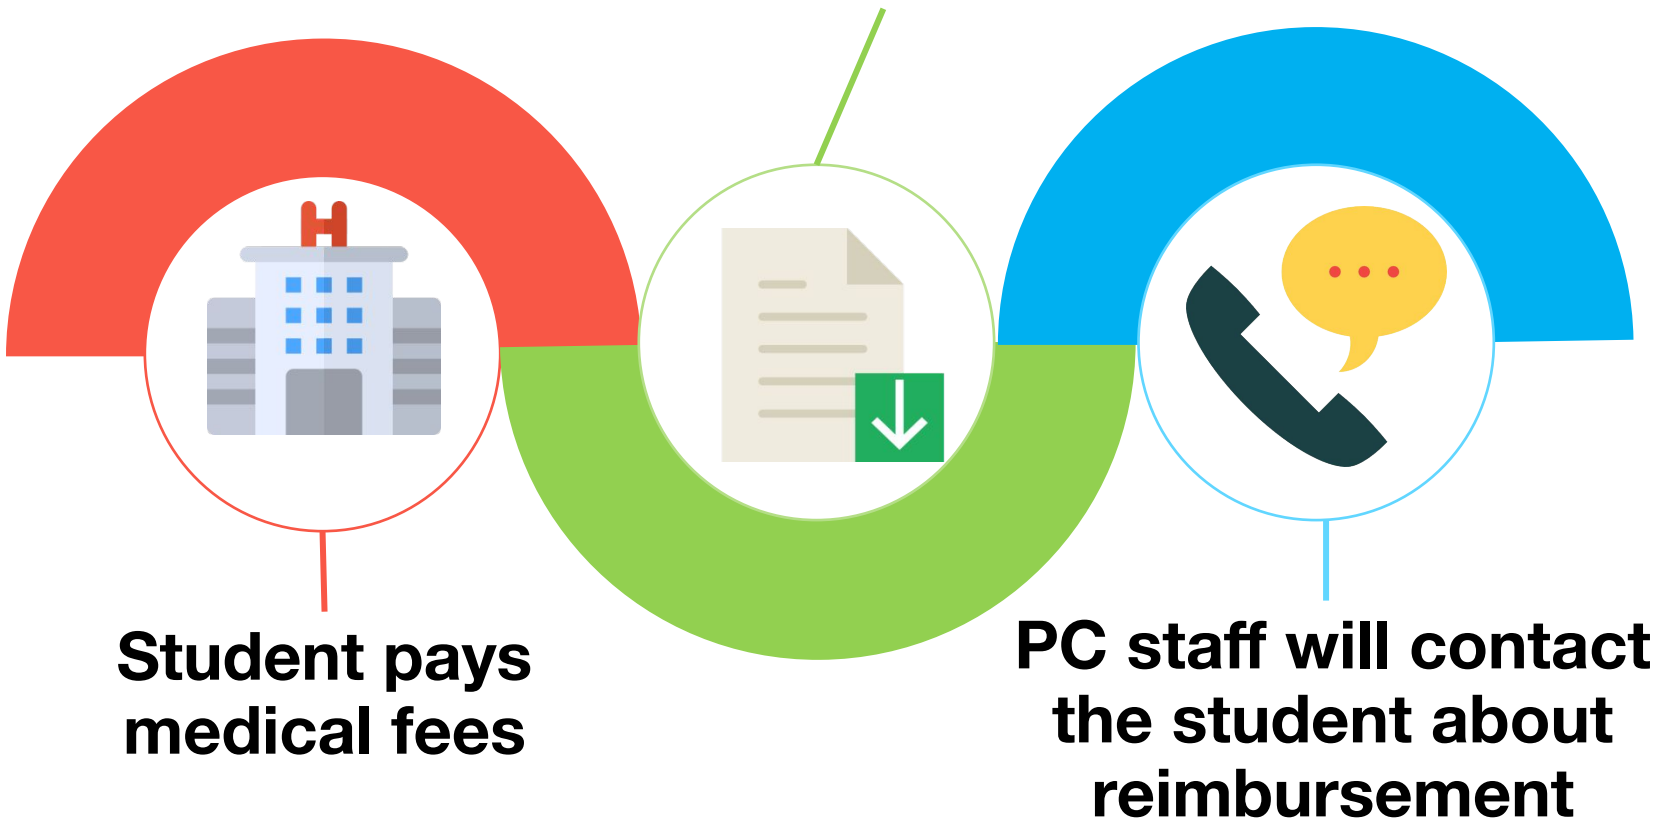 Student pays
medical fees
PC staff will contact
the student about
reimbursement